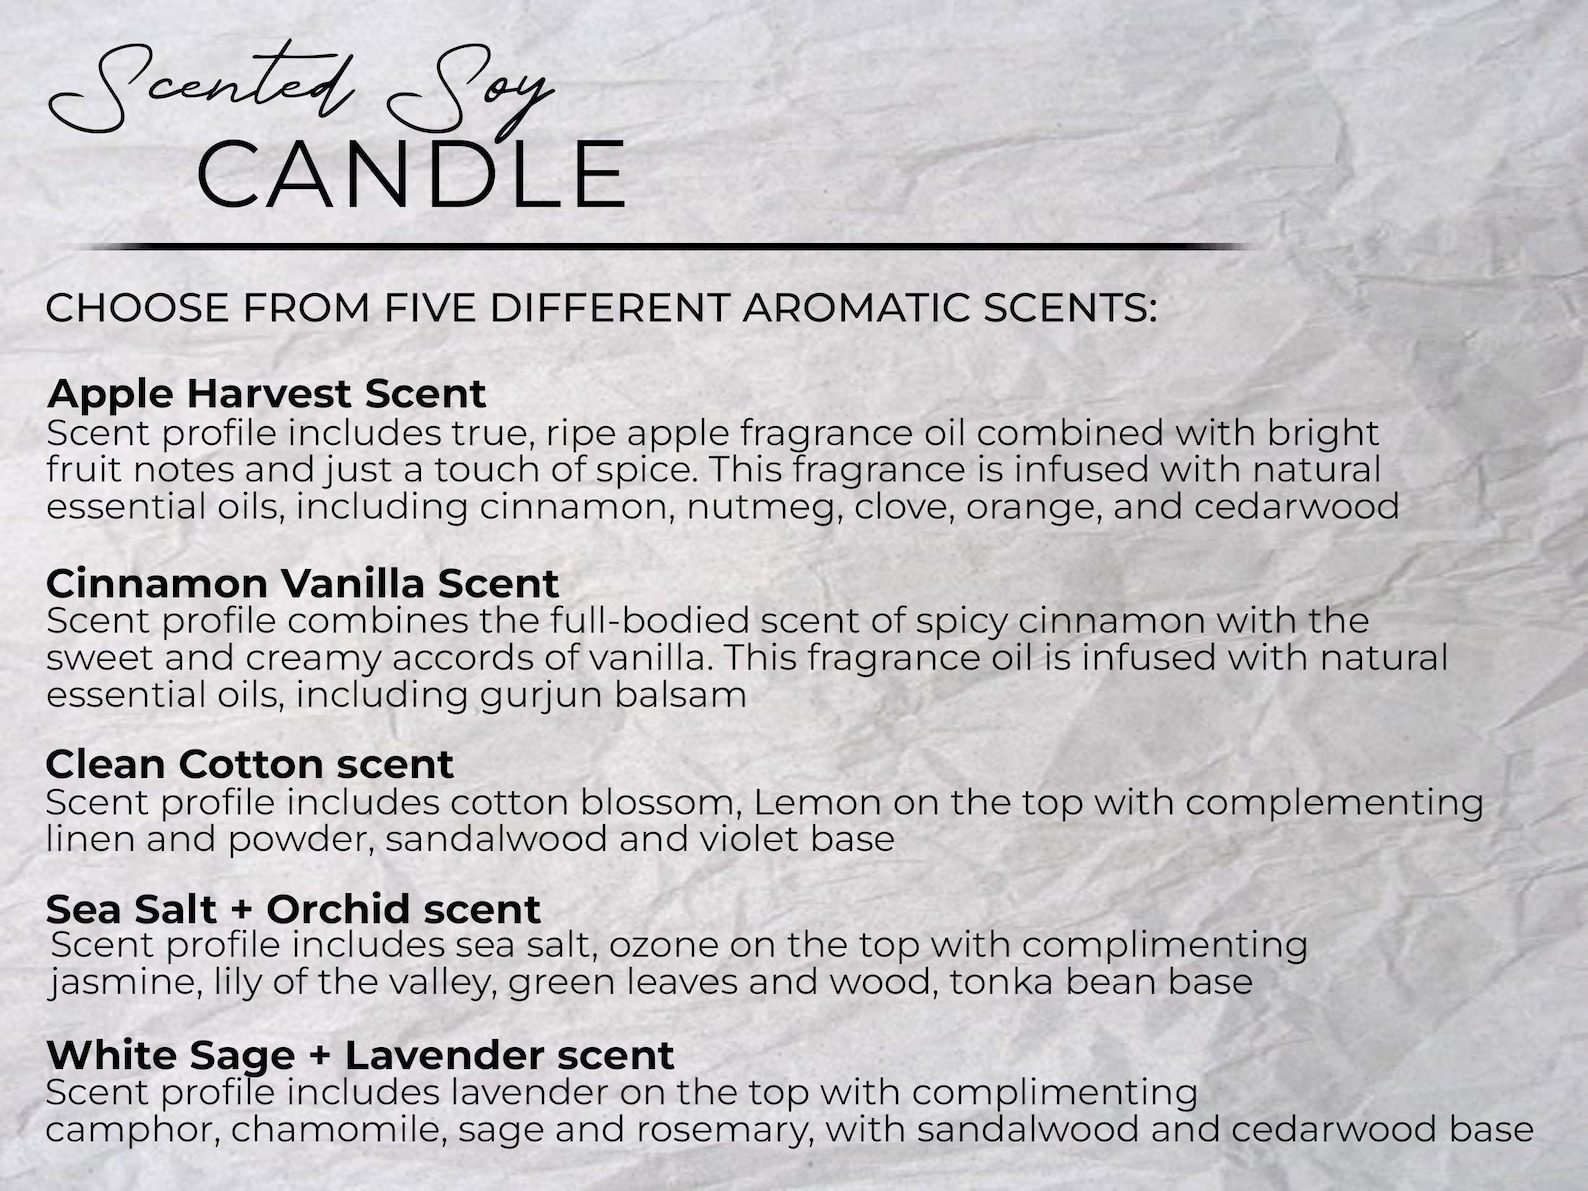 Scented Soy
CANDLE
CHOOSE FROM FIVE DIFFERENT AROMATIC SCENTS:
Apple Harvest Scent
Scent profile includes true, ripe apple fragrance oil combined with bright
fruit notes and just a touch of spice. This fragrance is infused with natural
essential oils, including cinnamon, nutmeg, clove, orange, and cedarwood
Cinnamon Vanilla Scent
Scent profile combines the full-bodied scent of spicy cinnamon with the
sweet and creamy accords of vanilla. This fragrance oil is infused with natural
essential oils, including gurjun balsam
Clean Cotton scent
Scent profile includes cotton blossom, Lemon on the top with complementing
linen and powder, sandalwood and violet base
Sea Salt + Orchid scent
Scent profile includes sea salt, ozone on the top with complimenting
jasmine, lily of the valley, green leaves and wood, tonka bean base
White Sage + Lavender scent
Scent profile includes lavender on the top with complimenting
camphor, chamomile, sage and rosemary, with sandalwood and cedarwood base